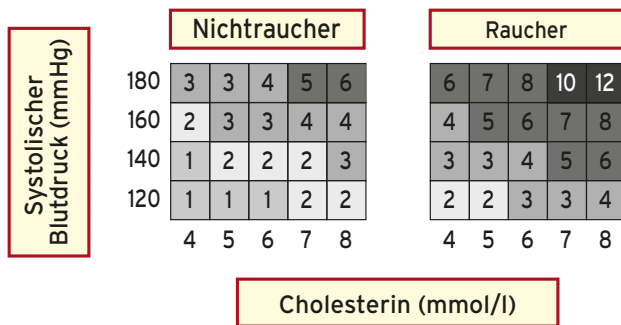 Nichtraucher Raucher
Systolischer
Blutdruck (mmHg)
180 3 3 4 5 6 6 7 8 10 12
160 2 3 3 4 4 4 5 6 7 8
140 1 2 2 2 3 3 3 4 5 6
120 1 1 1 2 2 2 2 3 3 4
4 5 6 7 8 4 5 6 7 8
Cholesterin (mmol/l)